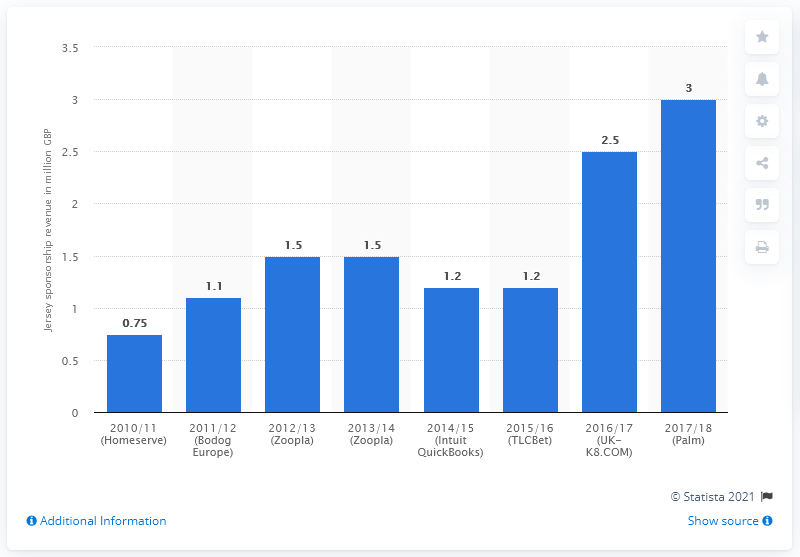 3.5
3
2.5
2
1.5
1
0.5
0
Jersey sponsorship revenue in million GBP
0.75
1.1
1.5
1.5
1.2
1.2
2.5
3
2010/11
(Homeserve)
2011/12
(Bodog
Europe)
2012/13
(Zoopla)
2013/14
(Zoopla)
2014/15
(Intuit
QuickBooks)
2015/16
(TLCBet)
2016/17
(UK-
K8.COM)
2017/18
(Palm)
© Statista 2021
Additional Information
Show source